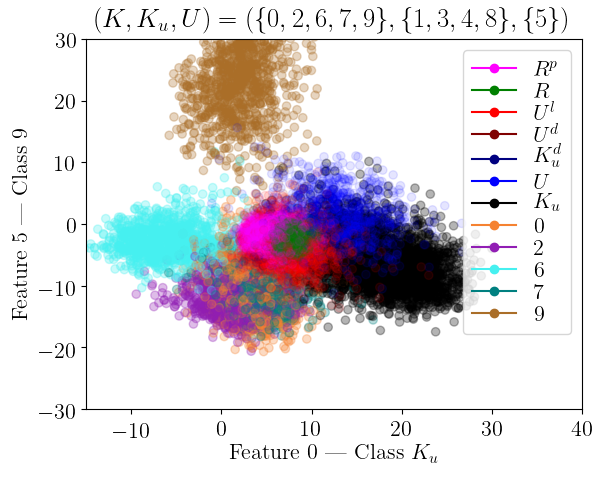 (K, K_u, U) = ({0, 2, 6, 7, 9}, {1, 3, 4, 8}, {5})
30
20
10
0
−10
−20
−30
Feature 5 — Class 9
R^p
R
U^l
U^d
K_u^d
U
K_u
0
2
6
7
9
−10
0
10
20
30
40
Feature 0 — Class K_u